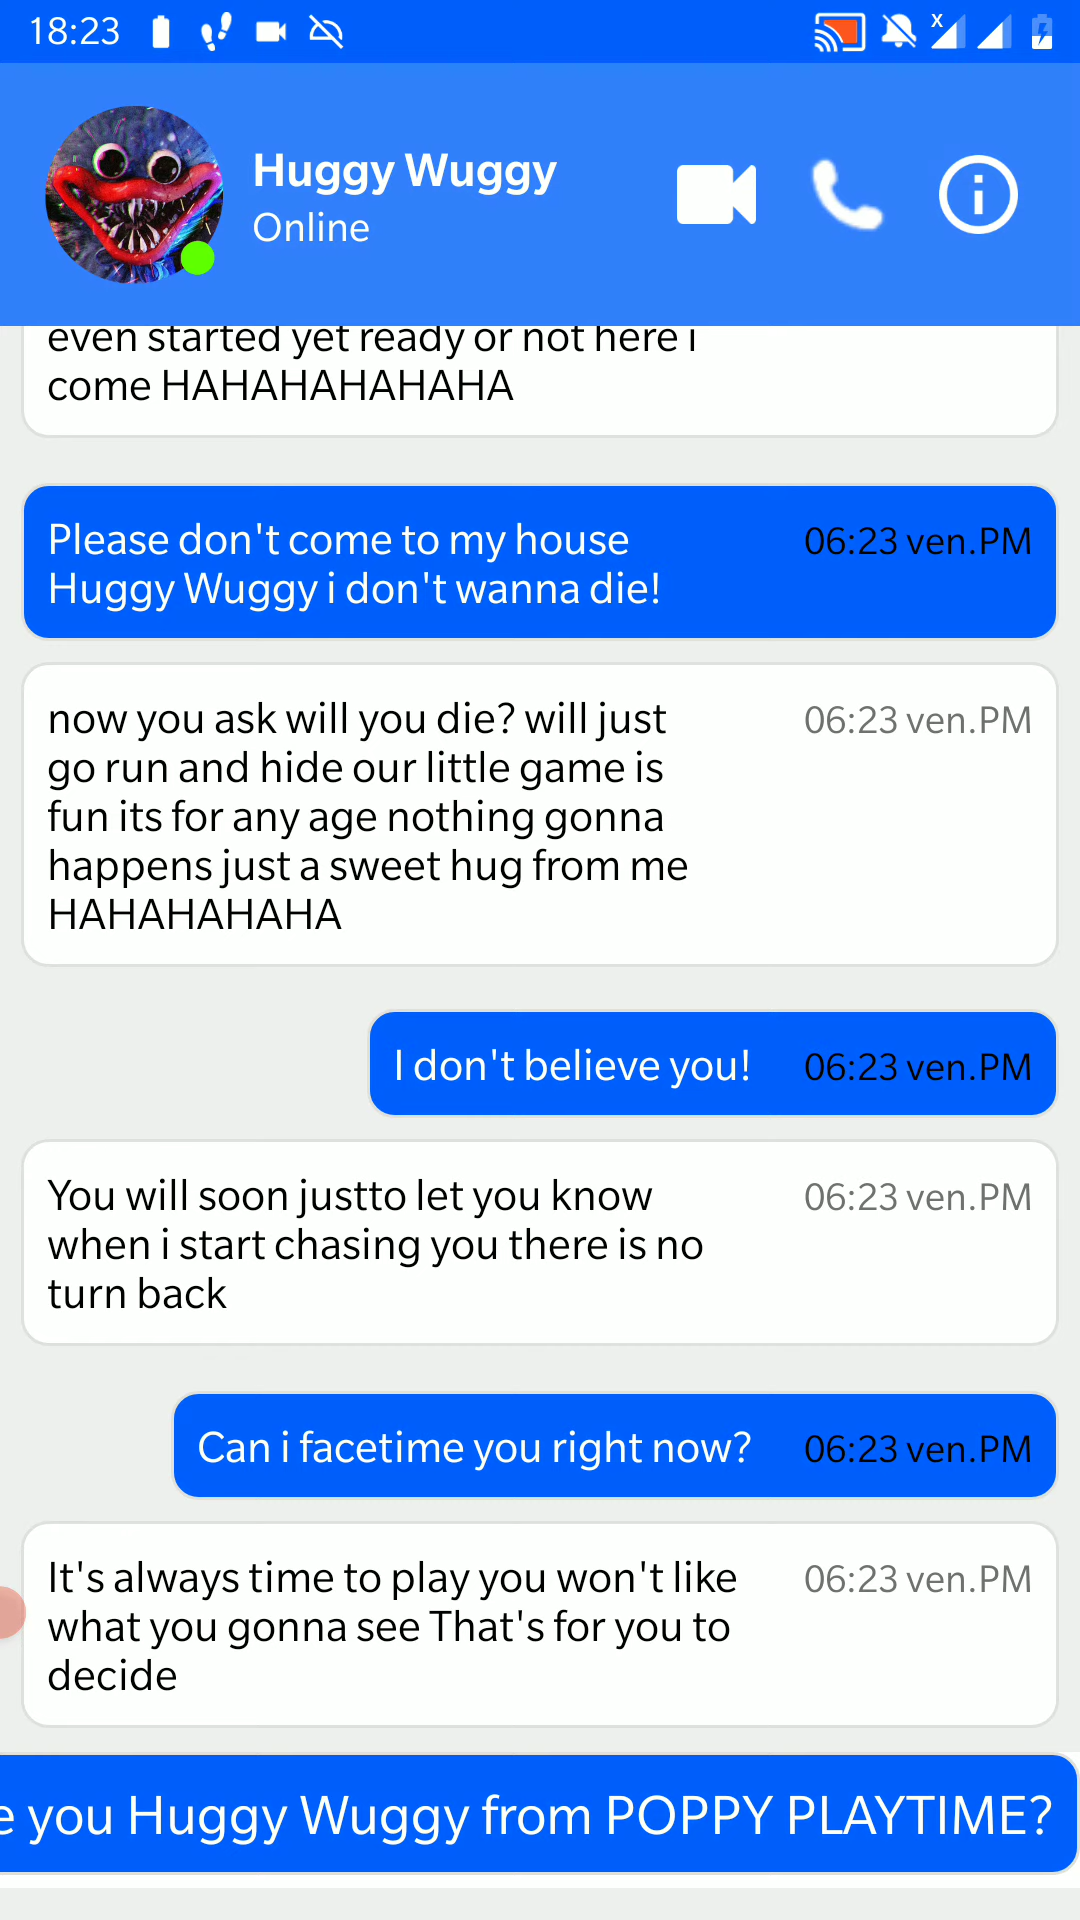 18:23
x
Huggy Wuggy
Online
even started yet ready or not here i
come HAHAHAHAHAHA
Please don't come to my house
Huggy Wuggy i don't wanna die!
06:23 ven.PM
now you ask will you die? will just
go run and hide our little game is
fun its for any age nothing gonna
happens just a sweet hug from me
HAHAHAHAHA
06:23 ven.PM
I don't believe you!
06:23 ven.PM
You will soon justto let you know
when i start chasing you there is no
turn back
06:23 ven.PM
Can i facetime you right now?
06:23 ven.PM
It's always time to play you won't like
what you gonna see That's for you to
decide
06:23 ven.PM
e you Huggy Wuggy from POPPY PLAYTIME?